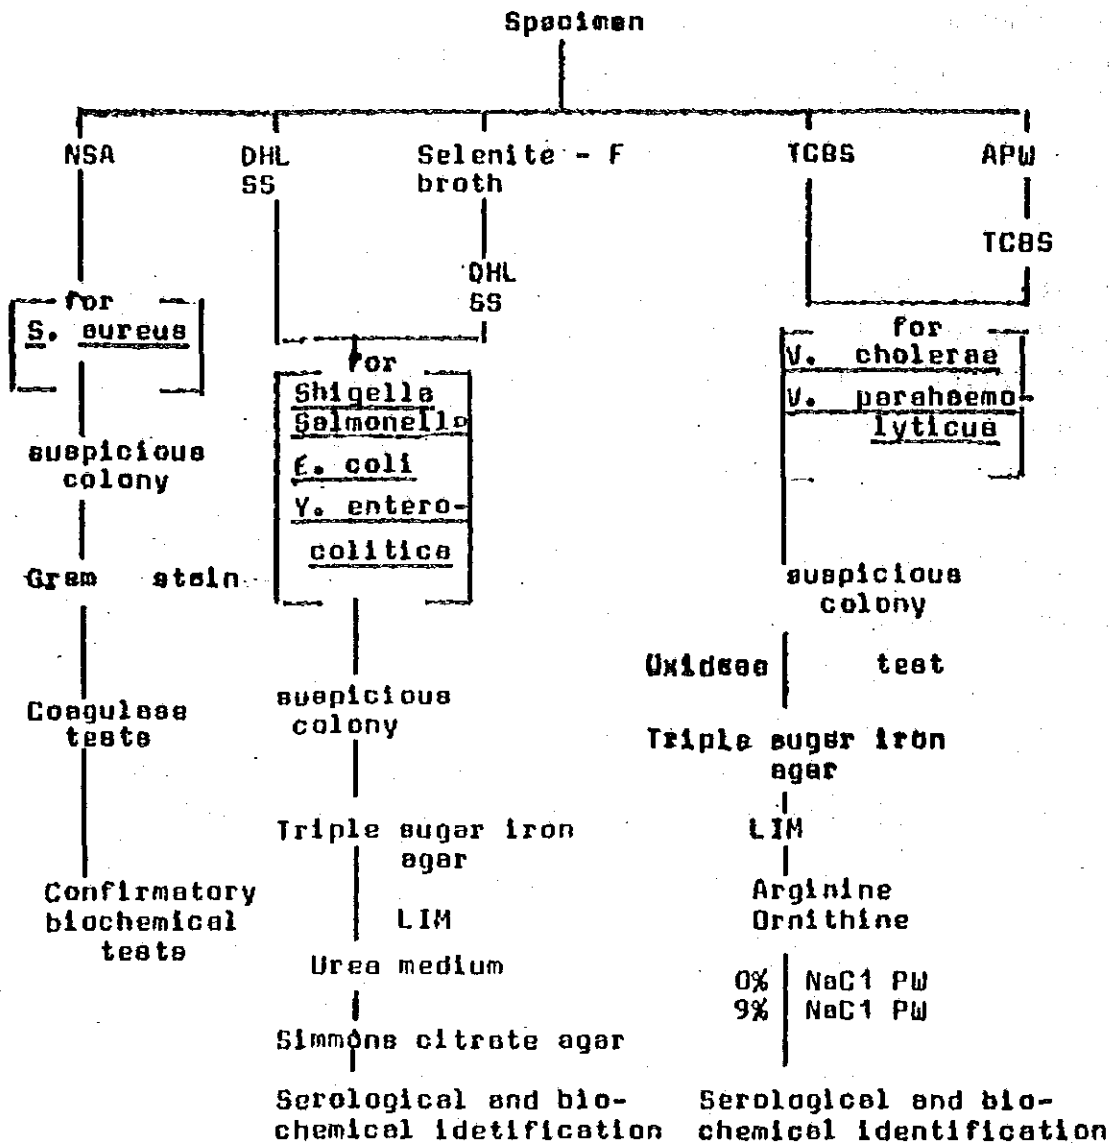 Specimen
NSA DHL Selenite - F TCBS APW
SS broth
TCBS
DHL
SS
for
S. aureus
for
Shigella
Salmonella
E. coli
Y. entero-
colitica
for
V. cholerae
V. parahaemo-
lyticus
suspicious
colony
Gram stain
Coagulase
tests
Confirmatory
biochemical
tests
suspicious
colony
Triple sugar iron
agar
LIM
Urea medium
Simmons citrate agar
Serological and bio-
chemical idetification
suspicious
colony
Oxidase test
Triple sugar iron
agar
LIM
Arginine
Ornithine
0% NaCl PW
9% NaCl PW
Serological and bio-
chemical identification